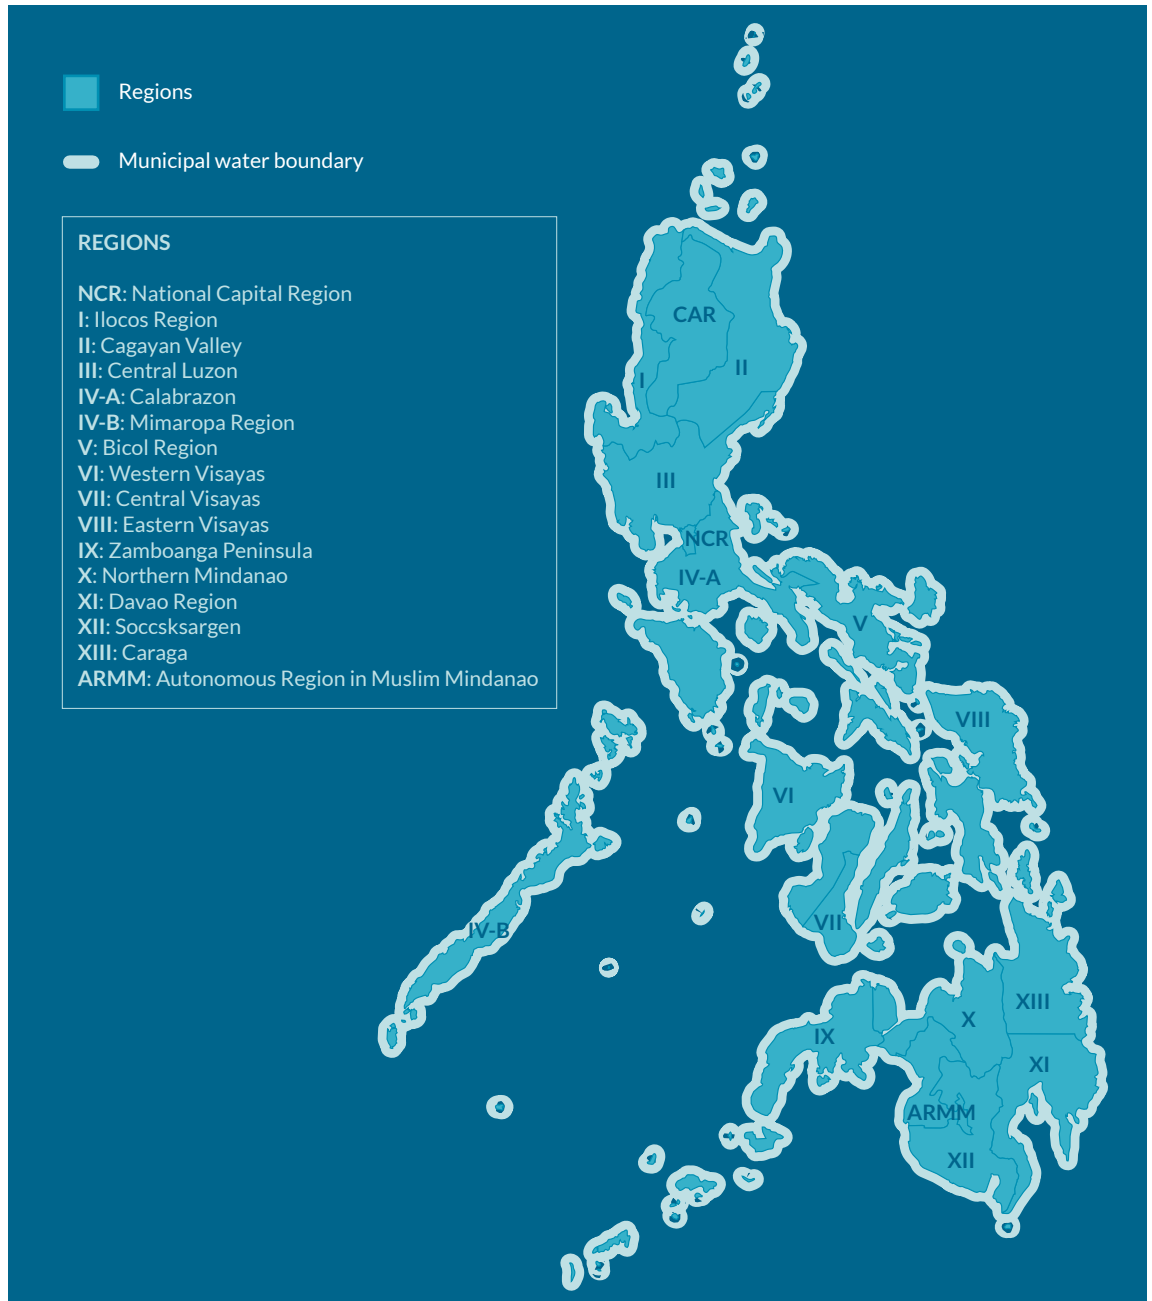 Regions
Municipal water boundary
REGIONS
NCR: National Capital Region
I: Ilocos Region
II: Cagayan Valley
III: Central Luzon
IV-A: Calabrazon
IV-B: Mimaropa Region
V: Bicol Region
VI: Western Visayas
VII: Central Visayas
VIII: Eastern Visayas
IX: Zamboanga Peninsula
X: Northern Mindanao
XI: Davao Region
XII: Soccsksargen
XIII: Caraga
ARMM: Autonomous Region in Muslim Mindanao
CAR
II
I
III
NCR
IV-A
V
VIII
VI
VII
IV-B
XIII
X
IX
XI
ARMM
XII